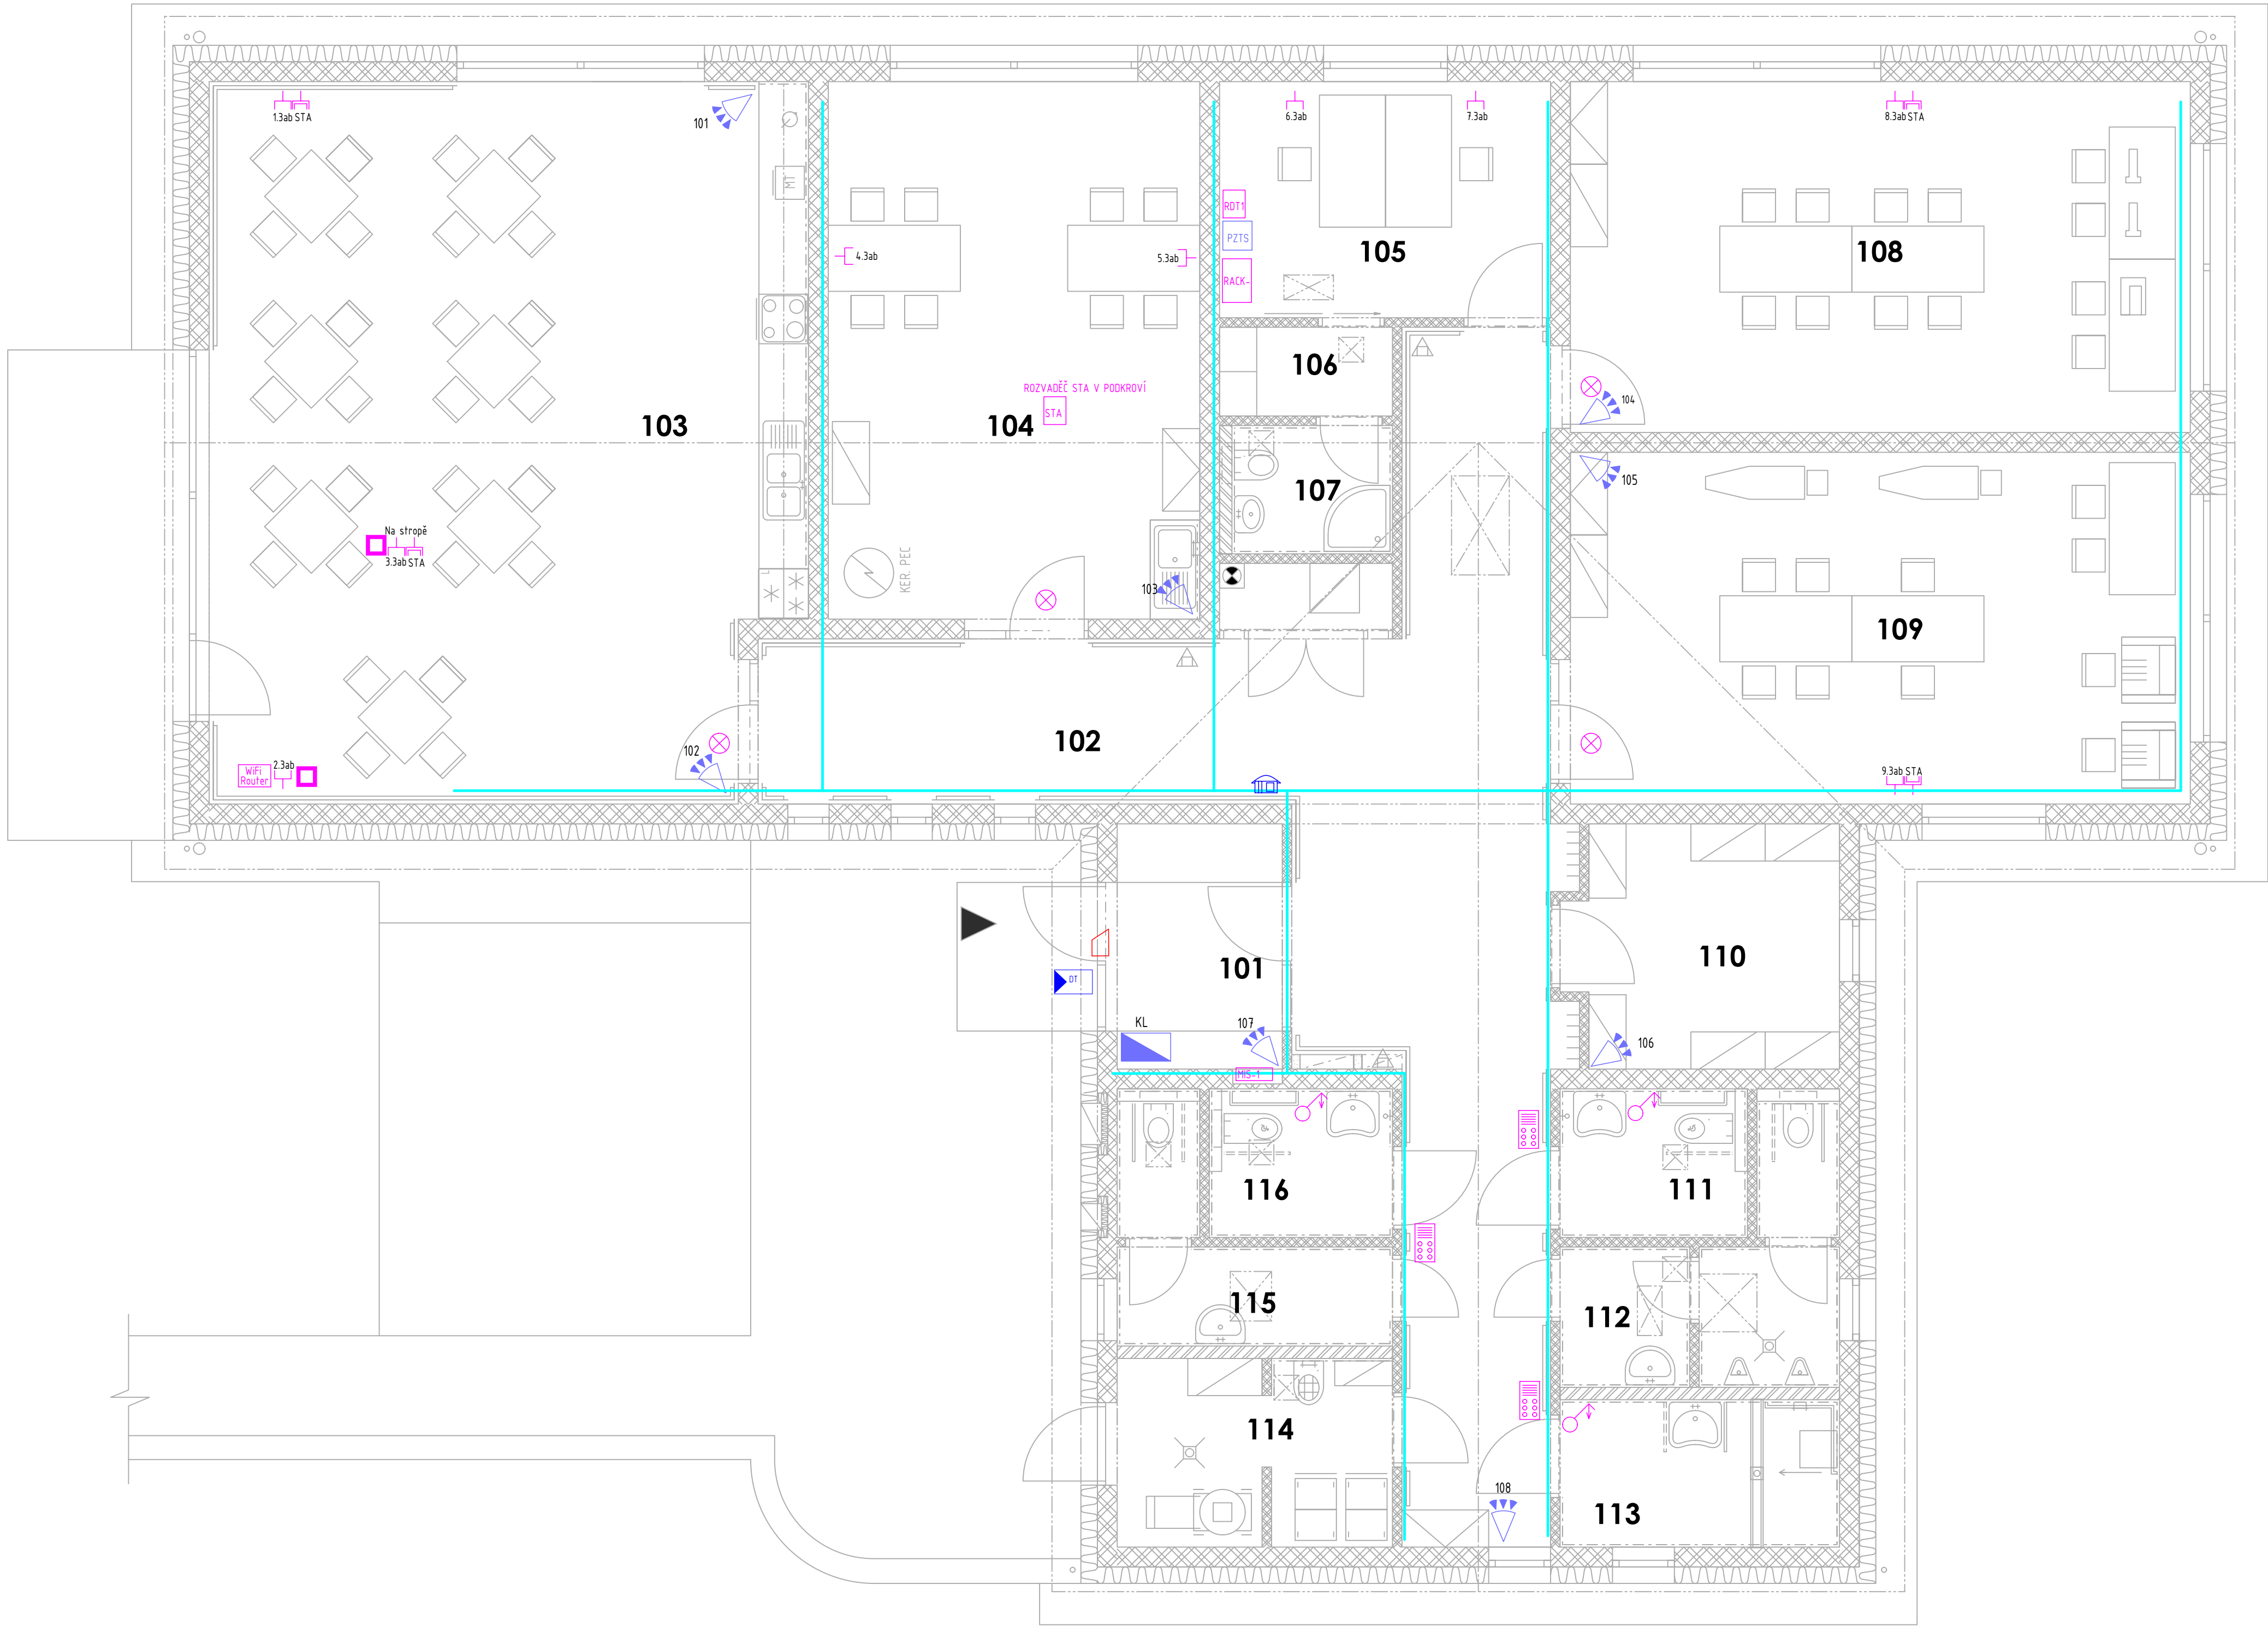 1.3ab STA
101
6.3ab
7.3ab
8.3ab STA
MT
RDT1
PZTS
RACK-
4.3ab
5.3ab
105
108
106
ROZVADĚČ STA V PODKROVÍ
STA
103
104
104
107
105
Na stropě
3.3ab STA
KER. PEC
103
109
102
102
WiFi
Router
2.3ab
9.3ab STA
101
110
DT
KL
107
106
MIS-1
116
111
115
112
114
108
113